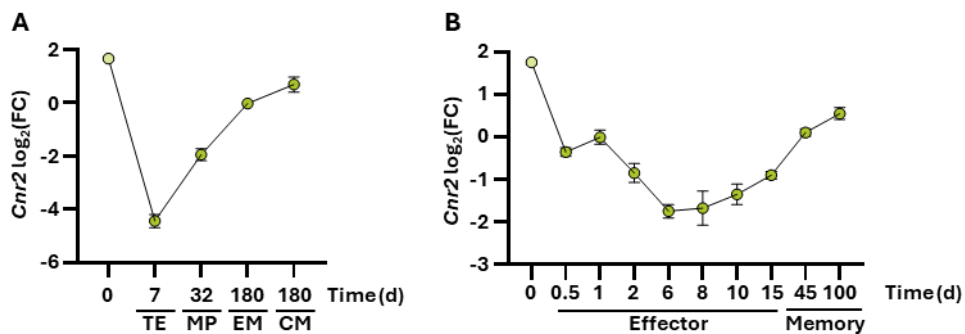 A
Cnr2 log₂(FC)
2
0
-2
-4
-6
0 7 32 180 180 Time(d)
TE MP EM CM
B
Cnr2 log₂(FC)
2
1
0
-1
-2
-3
0 0.5 1 2 6 8 10 15 45 100 Time(d)
Effector Memory